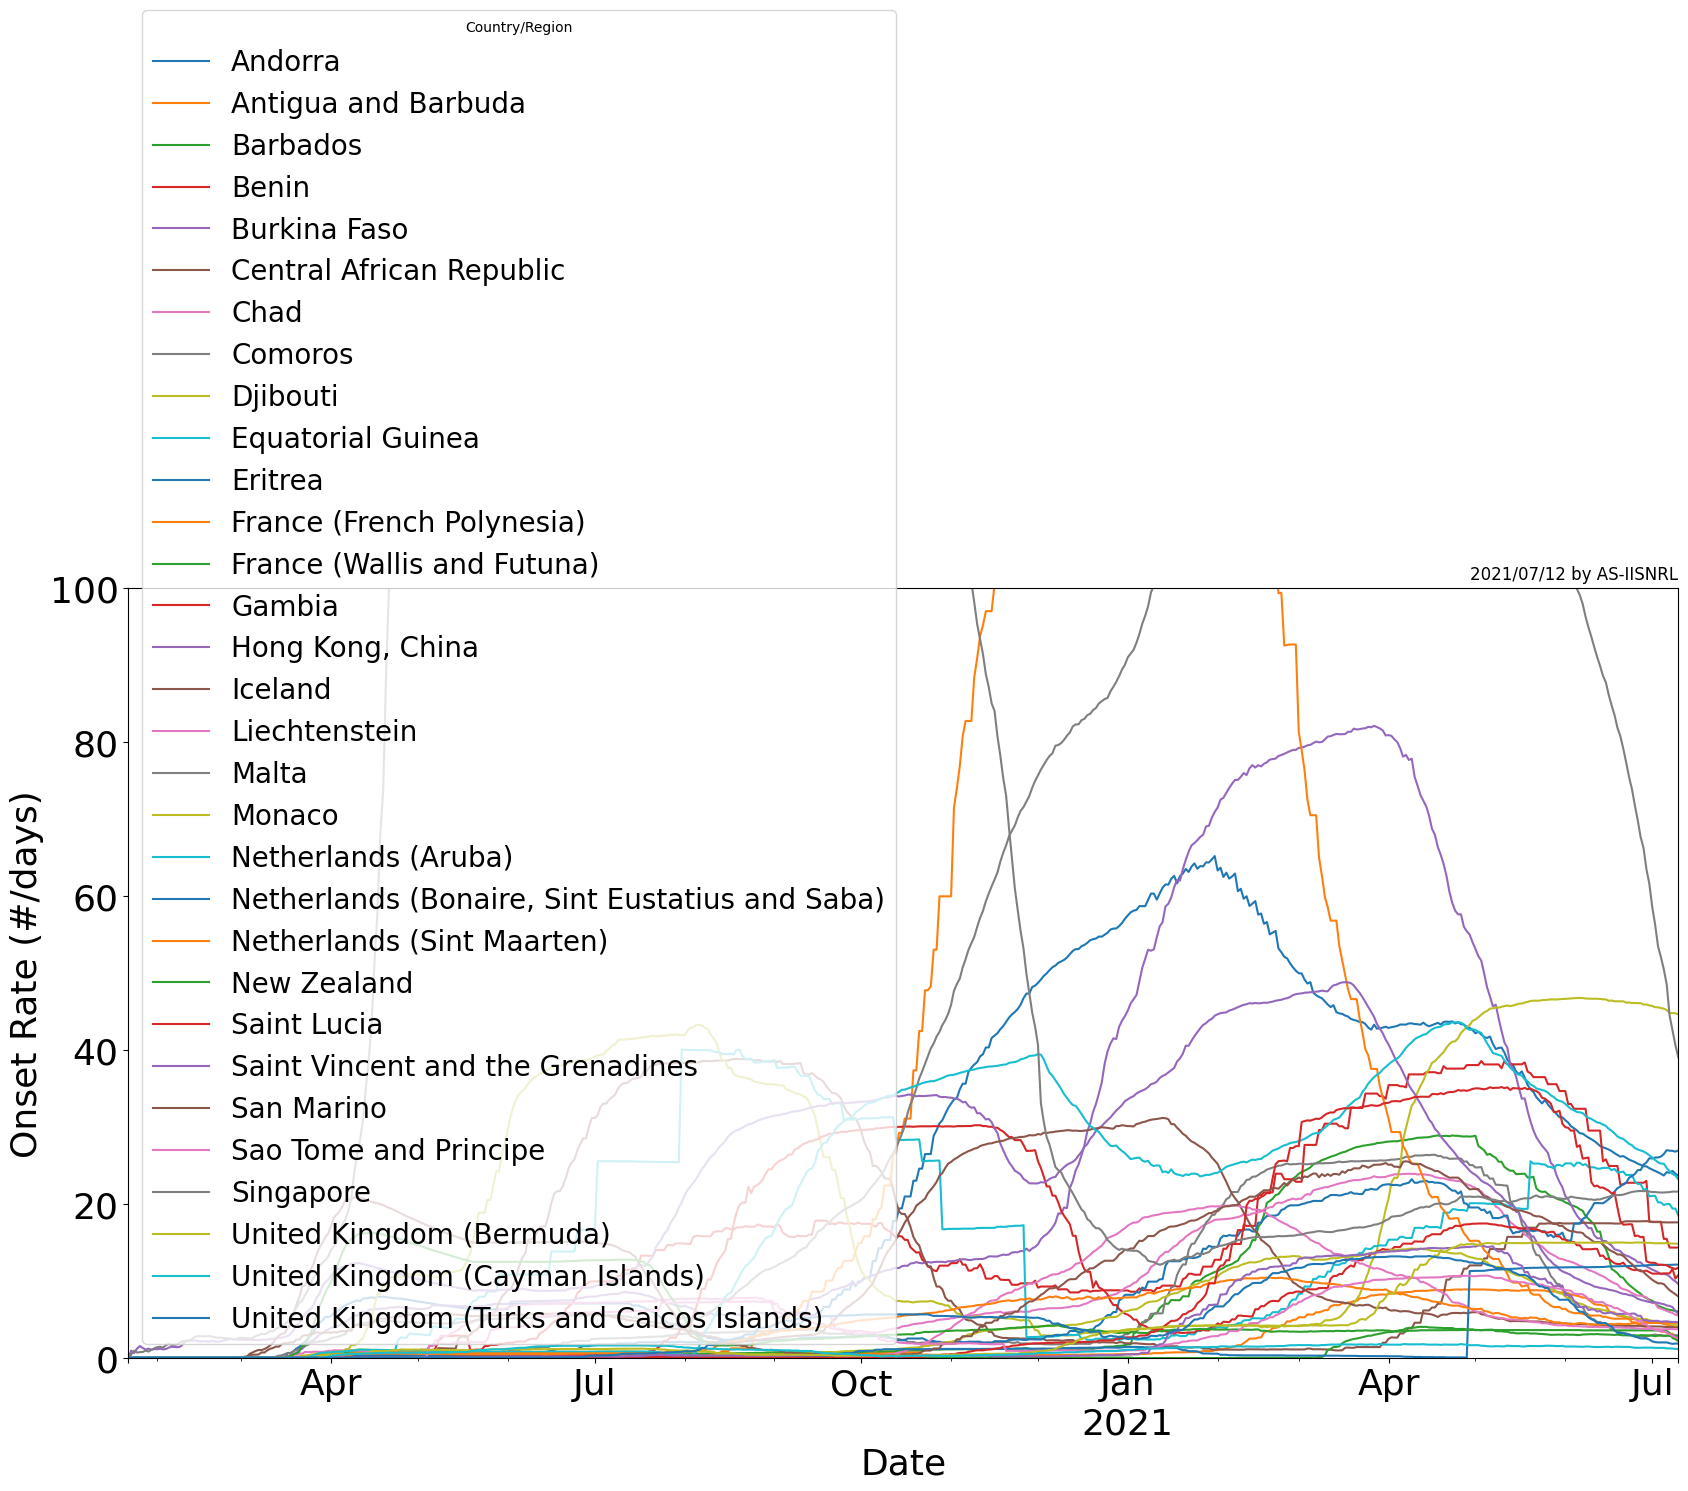 Country/Region
Andorra
Antigua and Barbuda
Barbados
Benin
Burkina Faso
Central African Republic
Chad
Comoros
Djibouti
Equatorial Guinea
Eritrea
France (French Polynesia)
France (Wallis and Futuna)
Gambia
Hong Kong, China
Iceland
Liechtenstein
Malta
Monaco
Netherlands (Aruba)
Netherlands (Bonaire, Sint Eustatius and Saba)
Netherlands (Sint Maarten)
New Zealand
Saint Lucia
Saint Vincent and the Grenadines
San Marino
Sao Tome and Principe
Singapore
United Kingdom (Bermuda)
United Kingdom (Cayman Islands)
United Kingdom (Turks and Caicos Islands)
2021/07/12 by AS-IISNRL
100
80
60
40
20
0
Onset Rate (#/days)
Apr Jul Oct Jan Apr Jul
2021
Date